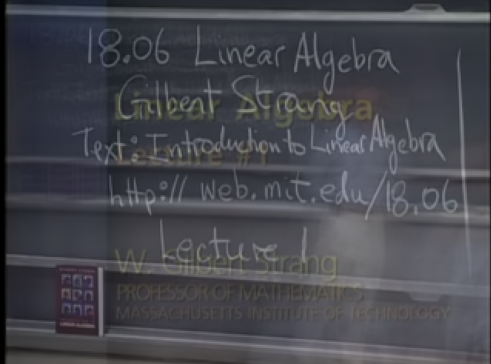 18.06 Linear Algebra
Gilbert Strang
Linear Algebra
Text: Introduction to Linear Algebra
Lecture #1
http:// web.mit.edu/18.06
Lecture 1
W. Gilbert Strang
PROFESSOR OF MATHEMATICS
MASSACHUSETTS INSTITUTE OF TECHNOLOGY